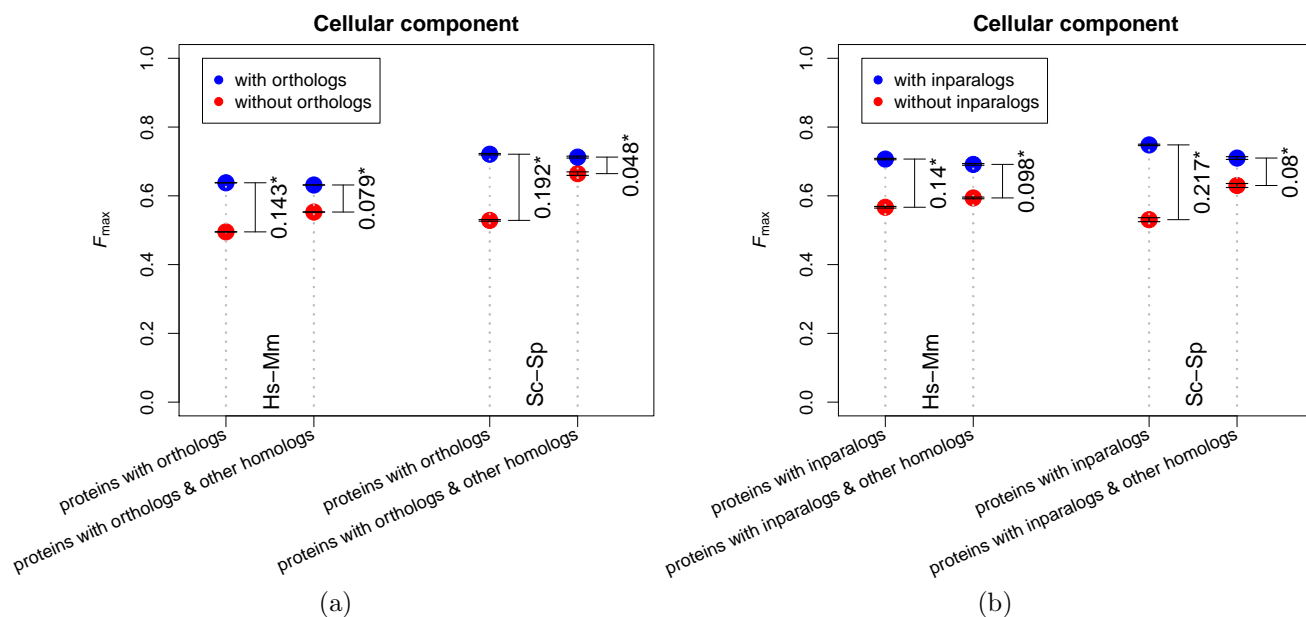 Cellular component
with orthologs
without orthologs
Fmax
0.0
0.2
0.4
0.6
0.8
1.0
0.143*
0.079*
0.192*
0.048*
Hs−Mm
Sc−Sp
proteins with orthologs
proteins with orthologs & other homologs
proteins with orthologs
proteins with orthologs & other homologs
(a)
Cellular component
with inparalogs
without inparalogs
Fmax
0.0
0.2
0.4
0.6
0.8
1.0
0.14*
0.098*
0.217*
0.08*
Hs−Mm
Sc−Sp
proteins with inparalogs
proteins with inparalogs & other homologs
proteins with inparalogs
proteins with inparalogs & other homologs
(b)